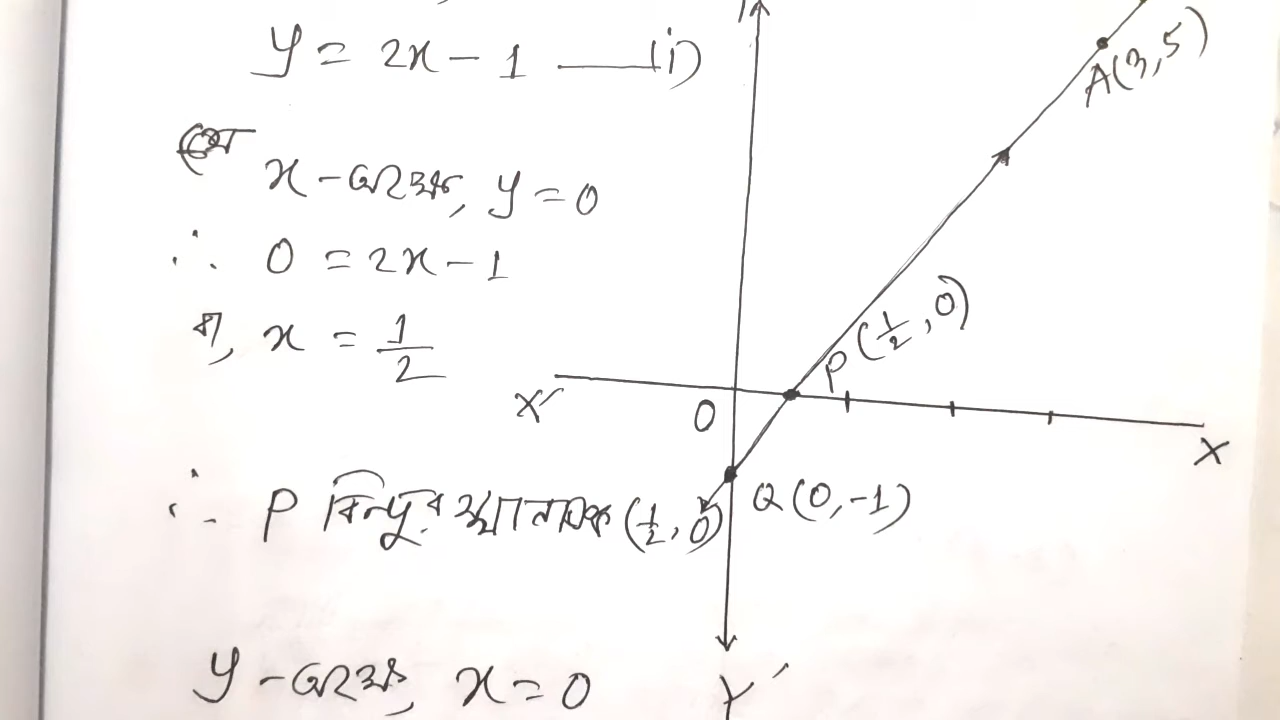 y = 2x - 1 —(i)
x-অক্ষে, y = 0
∴ 0 = 2x - 1
বা, x = 1/2
∴ P বিন্দুর স্থানাঙ্ক (1/2, 0)
y-অক্ষে, x = 0
A(3, 5)
P(1/2, 0)
X′
O
X
Q(0, -1)
Y′